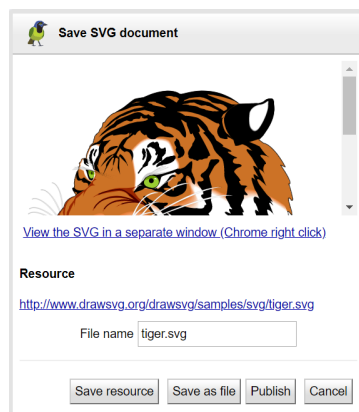 Save SVG document
View the SVG in a separate window (Chrome right click)
Resource
http://www.drawsvg.org/drawsvg/samples/svg/tiger.svg
File name tiger.svg
Save resource Save as file Publish Cancel